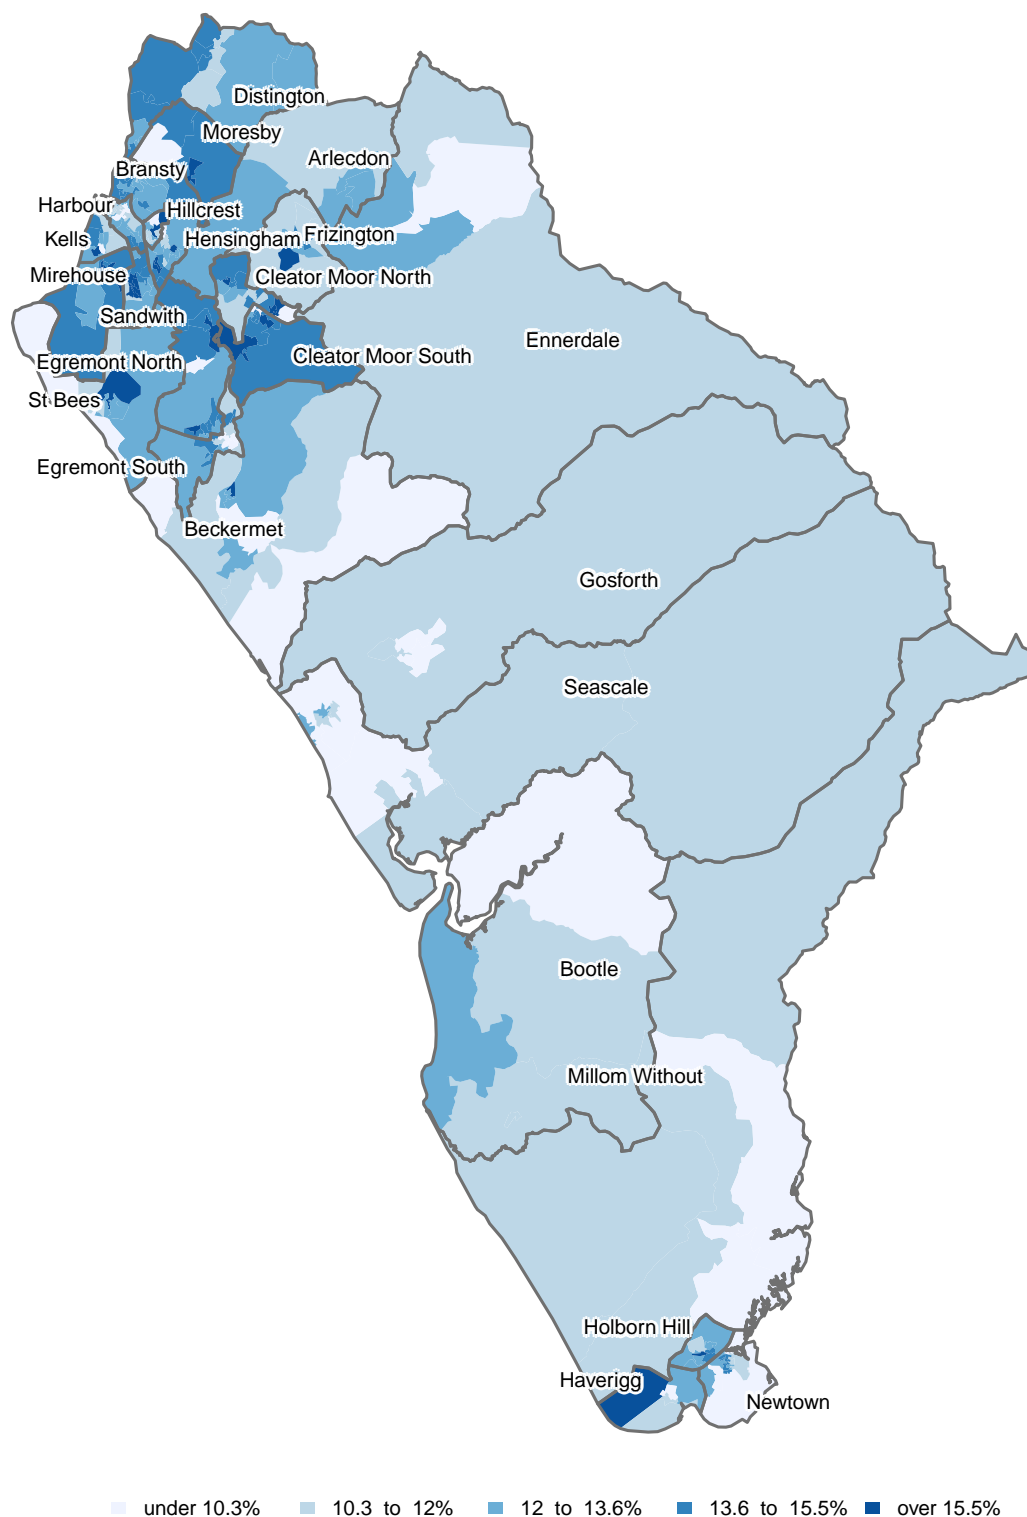 Distington
Moresby
Arlecdon
Bransty
Harbour
Hillcrest
Kells
Hensingham
Frizington
Mirehouse
Cleator Moor North
Sandwith
Ennerdale
Egremont North
Cleator Moor South
St Bees
Egremont South
Beckermet
Gosforth
Seascale
Bootle
Millom Without
Holborn Hill
Haverigg
Newtown
under 10.3% 10.3 to 12% 12 to 13.6% 13.6 to 15.5% over 15.5%